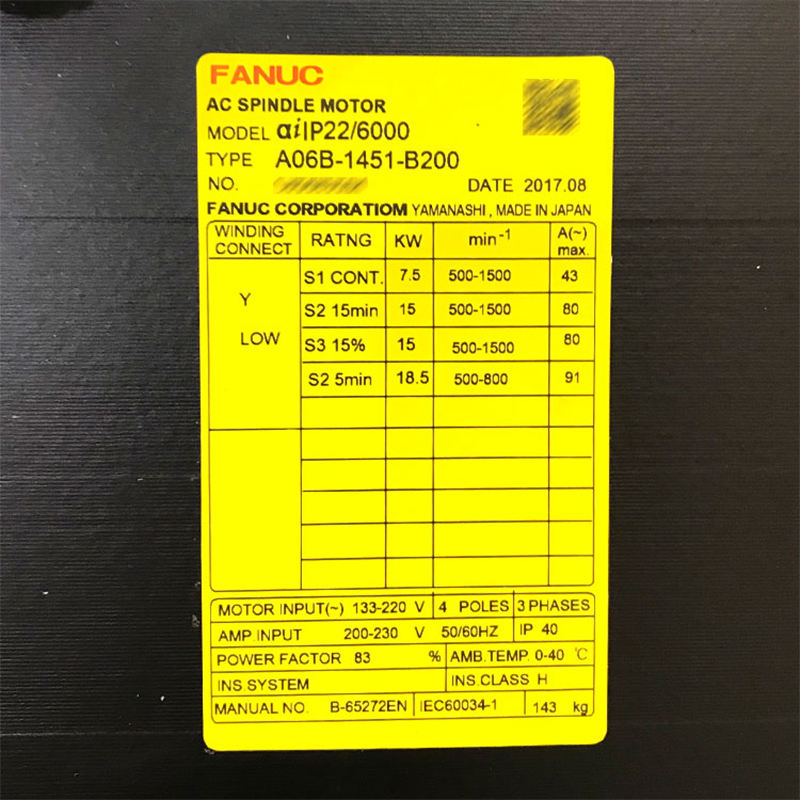 FANUC
AC SPINDLE MOTOR
MODEL αiIP22/6000
TYPE A06B-1451-B200
NO. DATE 2017.08
FANUC CORPORATIOM YAMANASHI , MADE IN JAPAN
WINDING CONNECT RATNG KW min-1 A(~) max.
Y LOW
S1 CONT. 7.5 500-1500 43
S2 15min 15 500-1500 80
S3 15% 15 500-1500 80
S2 5min 18.5 500-800 91
MOTOR INPUT(~) 133-220 V 4 POLES 3 PHASES
AMP.INPUT 200-230 V 50/60HZ IP 40
POWER FACTOR 83 % AMB.TEMP. 0-40 ℃
INS SYSTEM INS.CLASS H
MANUAL NO. B-65272EN IEC60034-1 143 kg